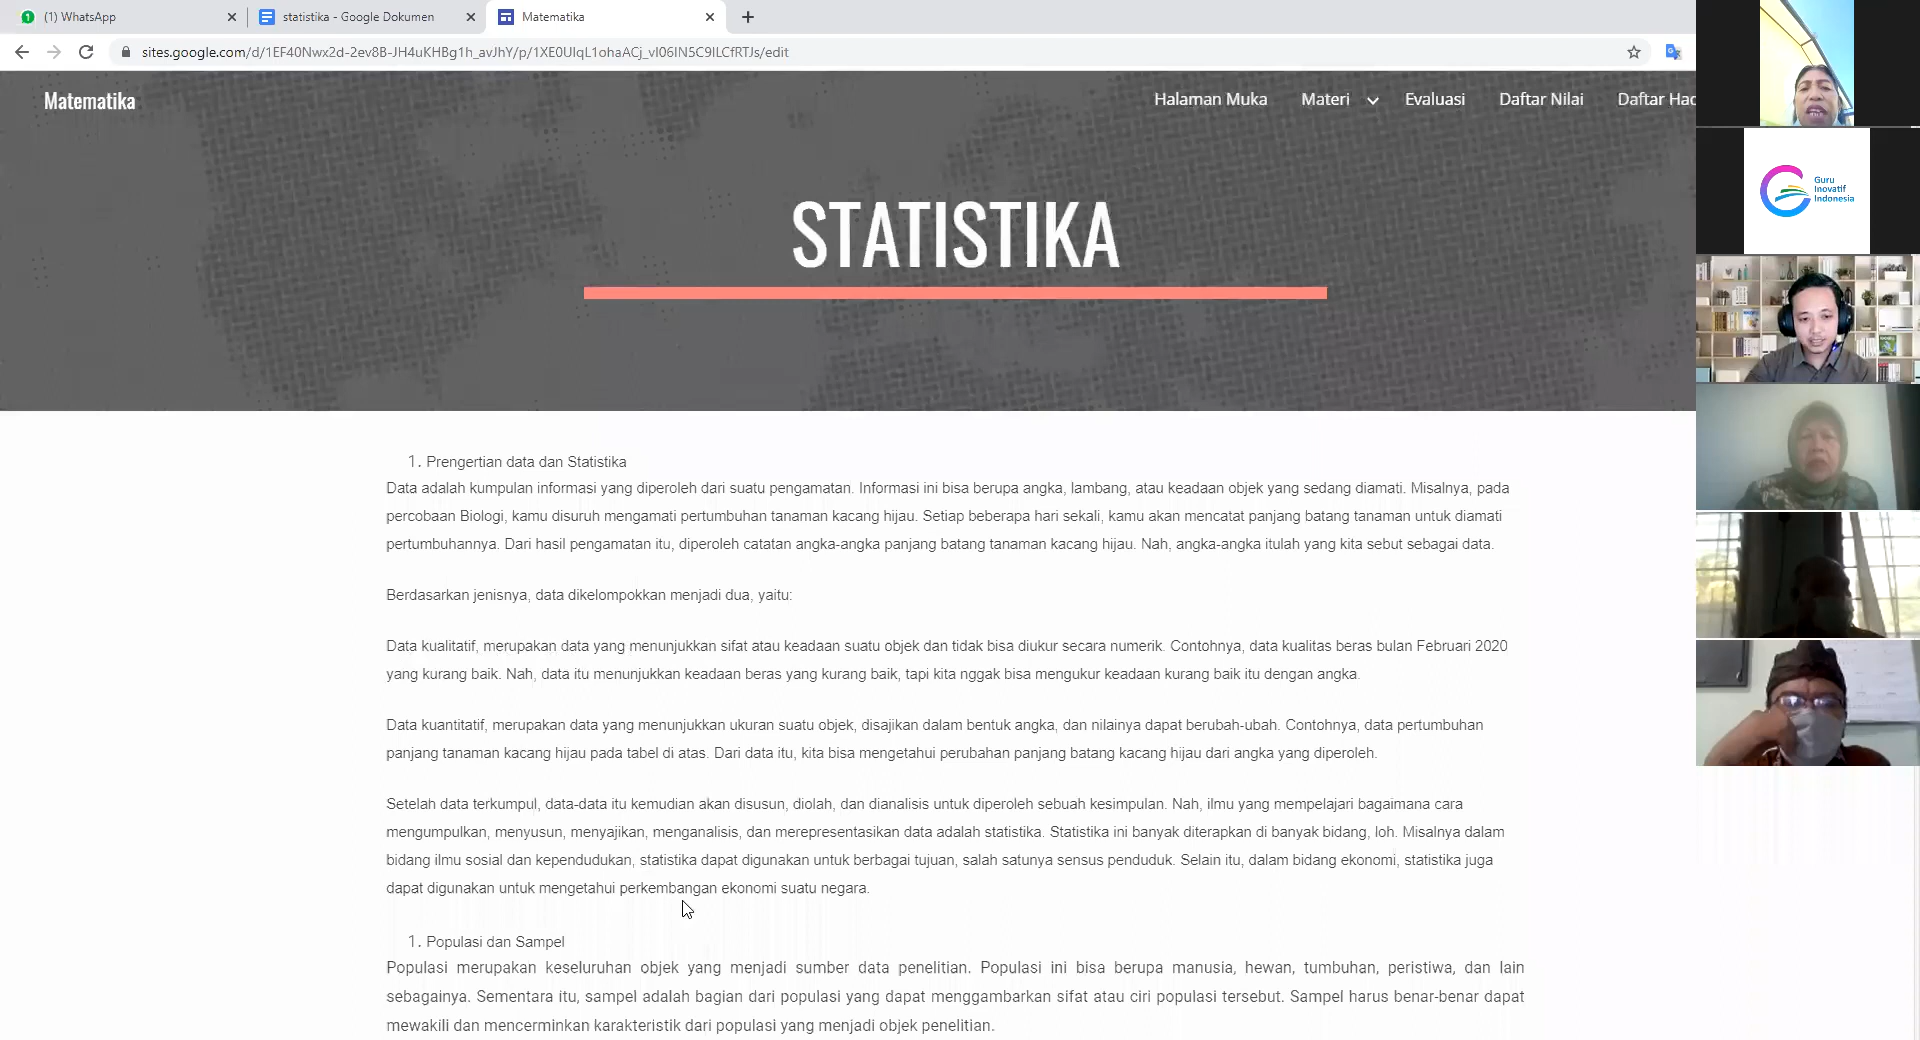 (1) WhatsApp
statistika - Google Dokumen
Matematika
sites.google.com/d/1EF40Nwx2d-2ev8B-JH4uKHBg1h_avJhY/p/1XE0UIqL1ohaACj_vI06IN5C9ILCfRTJs/edit
Matematika
Halaman Muka
Materi
Evaluasi
Daftar Nilai
Daftar Had
STATISTIKA
1. Prengertian data dan Statistika
Data adalah kumpulan informasi yang diperoleh dari suatu pengamatan. Informasi ini bisa berupa angka, lambang, atau keadaan objek yang sedang diamati. Misalnya, pada
percobaan Biologi, kamu disuruh mengamati pertumbuhan tanaman kacang hijau. Setiap beberapa hari sekali, kamu akan mencatat panjang batang tanaman untuk diamati
pertumbuhannya. Dari hasil pengamatan itu, diperoleh catatan angka-angka panjang batang tanaman kacang hijau. Nah, angka-angka itulah yang kita sebut sebagai data.
Berdasarkan jenisnya, data dikelompokkan menjadi dua, yaitu:
Data kualitatif, merupakan data yang menunjukkan sifat atau keadaan suatu objek dan tidak bisa diukur secara numerik. Contohnya, data kualitas beras bulan Februari 2020
yang kurang baik. Nah, data itu menunjukkan keadaan beras yang kurang baik, tapi kita nggak bisa mengukur keadaan kurang baik itu dengan angka.
Data kuantitatif, merupakan data yang menunjukkan ukuran suatu objek, disajikan dalam bentuk angka, dan nilainya dapat berubah-ubah. Contohnya, data pertumbuhan
panjang tanaman kacang hijau pada tabel di atas. Dari data itu, kita bisa mengetahui perubahan panjang batang kacang hijau dari angka yang diperoleh.
Setelah data terkumpul, data-data itu kemudian akan disusun, diolah, dan dianalisis untuk diperoleh sebuah kesimpulan. Nah, ilmu yang mempelajari bagaimana cara
mengumpulkan, menyusun, menyajikan, menganalisis, dan merepresentasikan data adalah statistika. Statistika ini banyak diterapkan di banyak bidang, loh. Misalnya dalam
bidang ilmu sosial dan kependudukan, statistika dapat digunakan untuk berbagai tujuan, salah satunya sensus penduduk. Selain itu, dalam bidang ekonomi, statistika juga
dapat digunakan untuk mengetahui perkembangan ekonomi suatu negara.
1. Populasi dan Sampel
Populasi merupakan keseluruhan objek yang menjadi sumber data penelitian. Populasi ini bisa berupa manusia, hewan, tumbuhan, peristiwa, dan lain
sebagainya. Sementara itu, sampel adalah bagian dari populasi yang dapat menggambarkan sifat atau ciri populasi tersebut. Sampel harus benar-benar dapat
mewakili dan mencerminkan karakteristik dari populasi yang menjadi objek penelitian.
Guru
Inovatif
Indonesia